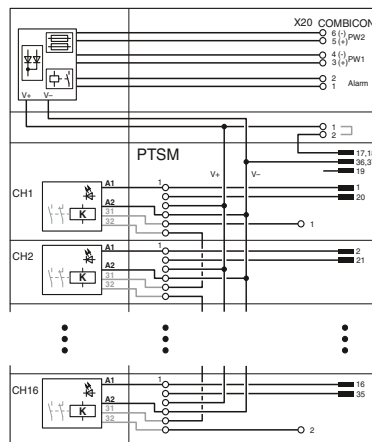 X20 COMBICON
6 (-) PW2
5 (+)
4 (-) PW1
3 (+)
2
1 Alarm
V+ V–
1
2
PTSM
17,18
36,3
19
V+ V–
CH1
A1
A2
31
32
K
1
1
20
1
CH2
A1
A2
31
32
K
1
2
21
CH16
A1
A2
31
32
K
1
16
35
2